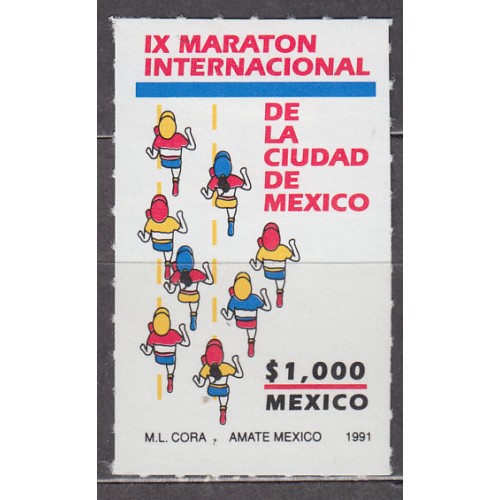 IX MARATON
INTERNACIONAL
DE
LA
CIUDAD
DE
MEXICO
$1,000
MEXICO
M.L. CORA . AMATE MEXICO 1991